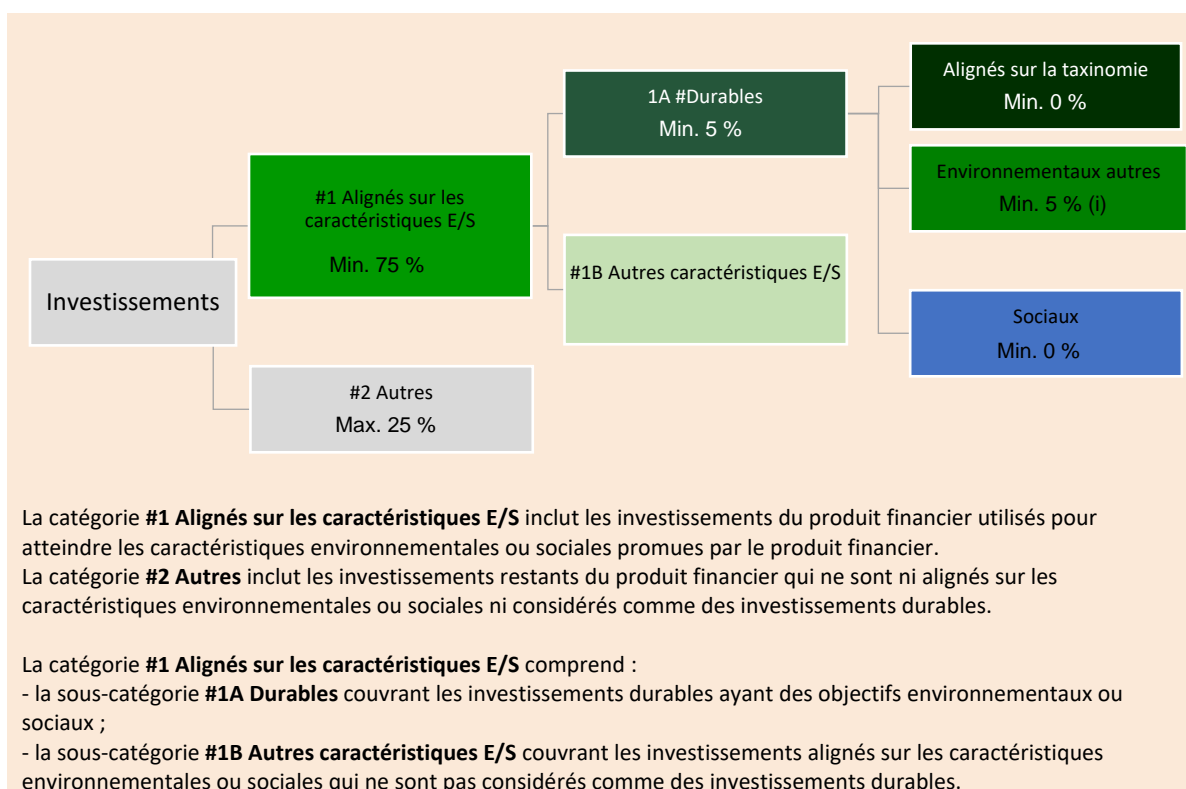 Investissements
#1 Alignés sur les
caractéristiques E/S
Min. 75 %
#2 Autres
Max. 25 %
1A #Durables
Min. 5 %
#1B Autres caractéristiques E/S
Alignés sur la taxinomie
Min. 0 %
Environnementaux autres
Min. 5 % (i)
Sociaux
Min. 0 %
La catégorie #1 Alignés sur les caractéristiques E/S inclut les investissements du produit financier utilisés pour
atteindre les caractéristiques environnementales ou sociales promues par le produit financier.
La catégorie #2 Autres inclut les investissements restants du produit financier qui ne sont ni alignés sur les
caractéristiques environnementales ou sociales ni considérés comme des investissements durables.
La catégorie #1 Alignés sur les caractéristiques E/S comprend :
- la sous-catégorie #1A Durables couvrant les investissements durables ayant des objectifs environnementaux ou
sociaux ;
- la sous-catégorie #1B Autres caractéristiques E/S couvrant les investissements alignés sur les caractéristiques
environnementales ou sociales qui ne sont pas considérés comme des investissements durables.